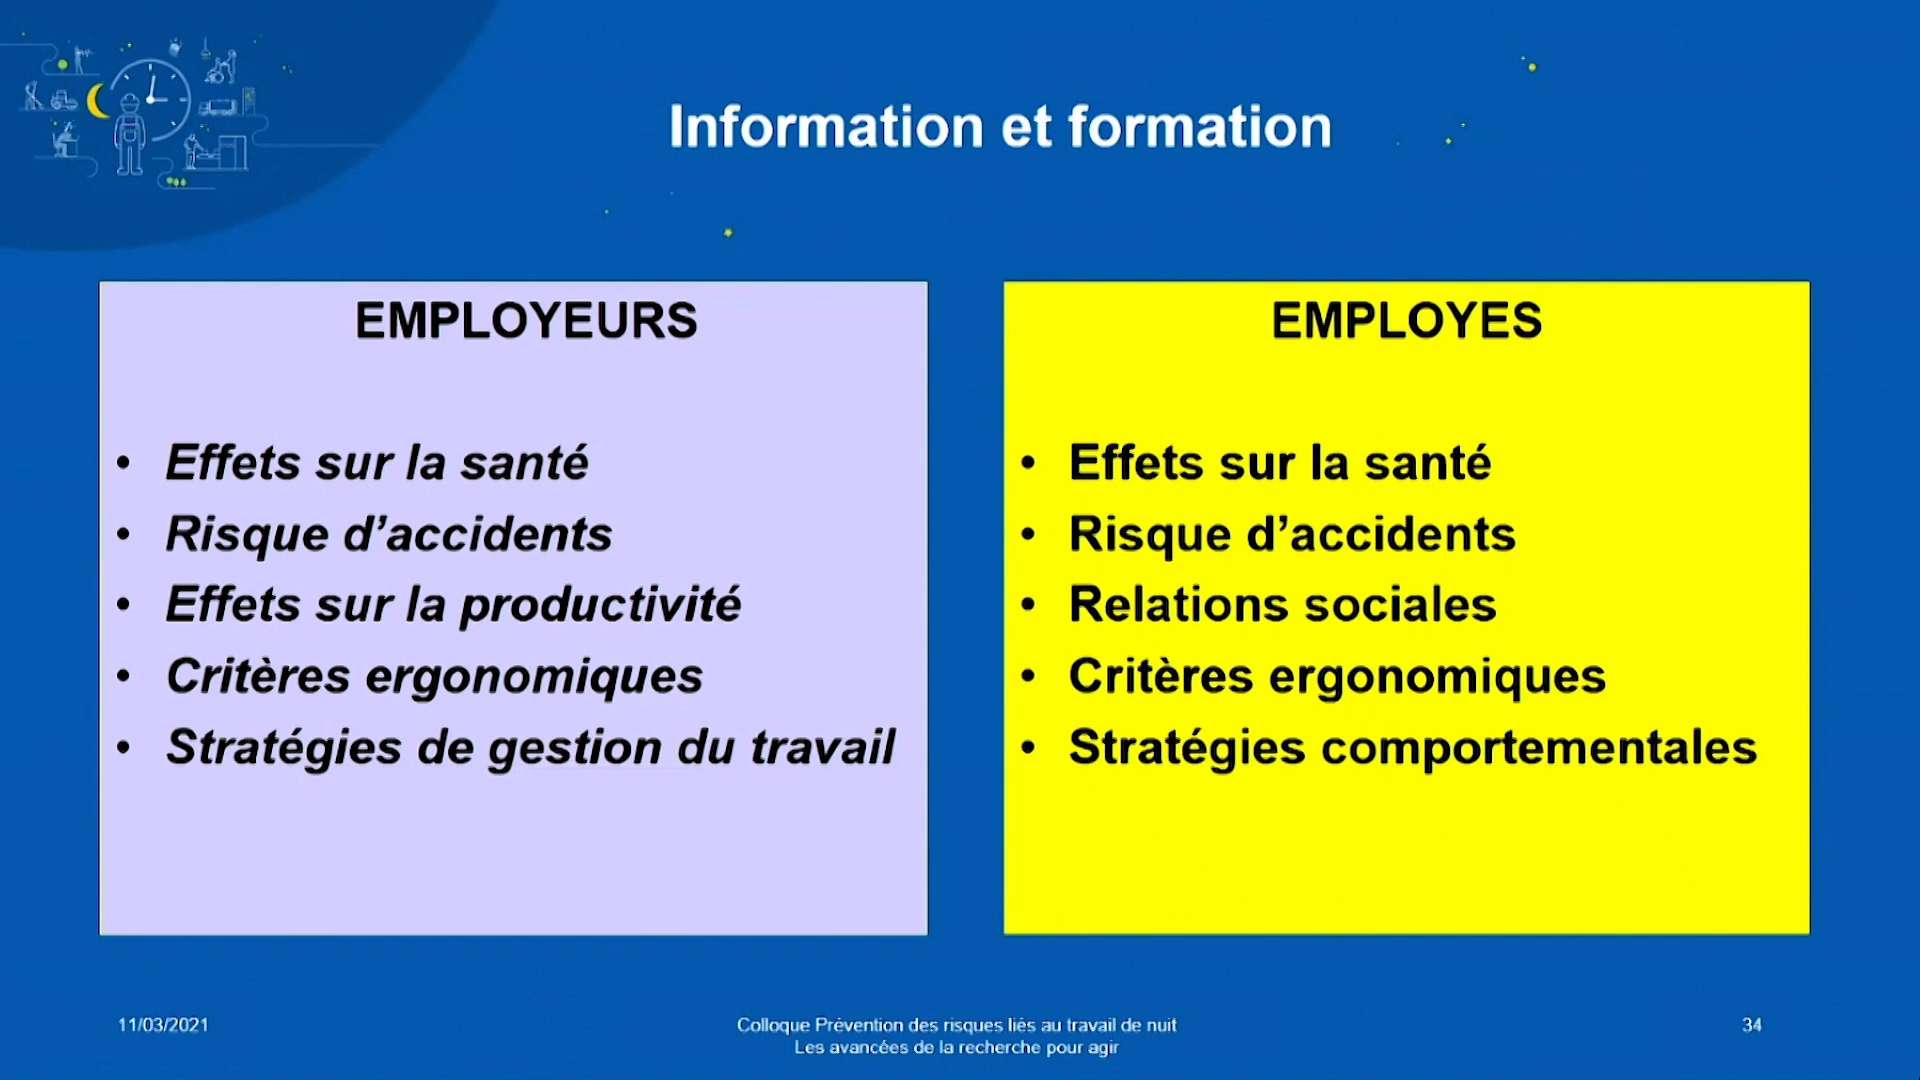 Information et formation
EMPLOYEURS
• Effets sur la santé
• Risque d’accidents
• Effets sur la productivité
• Critères ergonomiques
• Stratégies de gestion du travail
EMPLOYES
• Effets sur la santé
• Risque d’accidents
• Relations sociales
• Critères ergonomiques
• Stratégies comportementales
11/03/2021
Colloque Prévention des risques liés au travail de nuit
Les avancées de la recherche pour agir
34